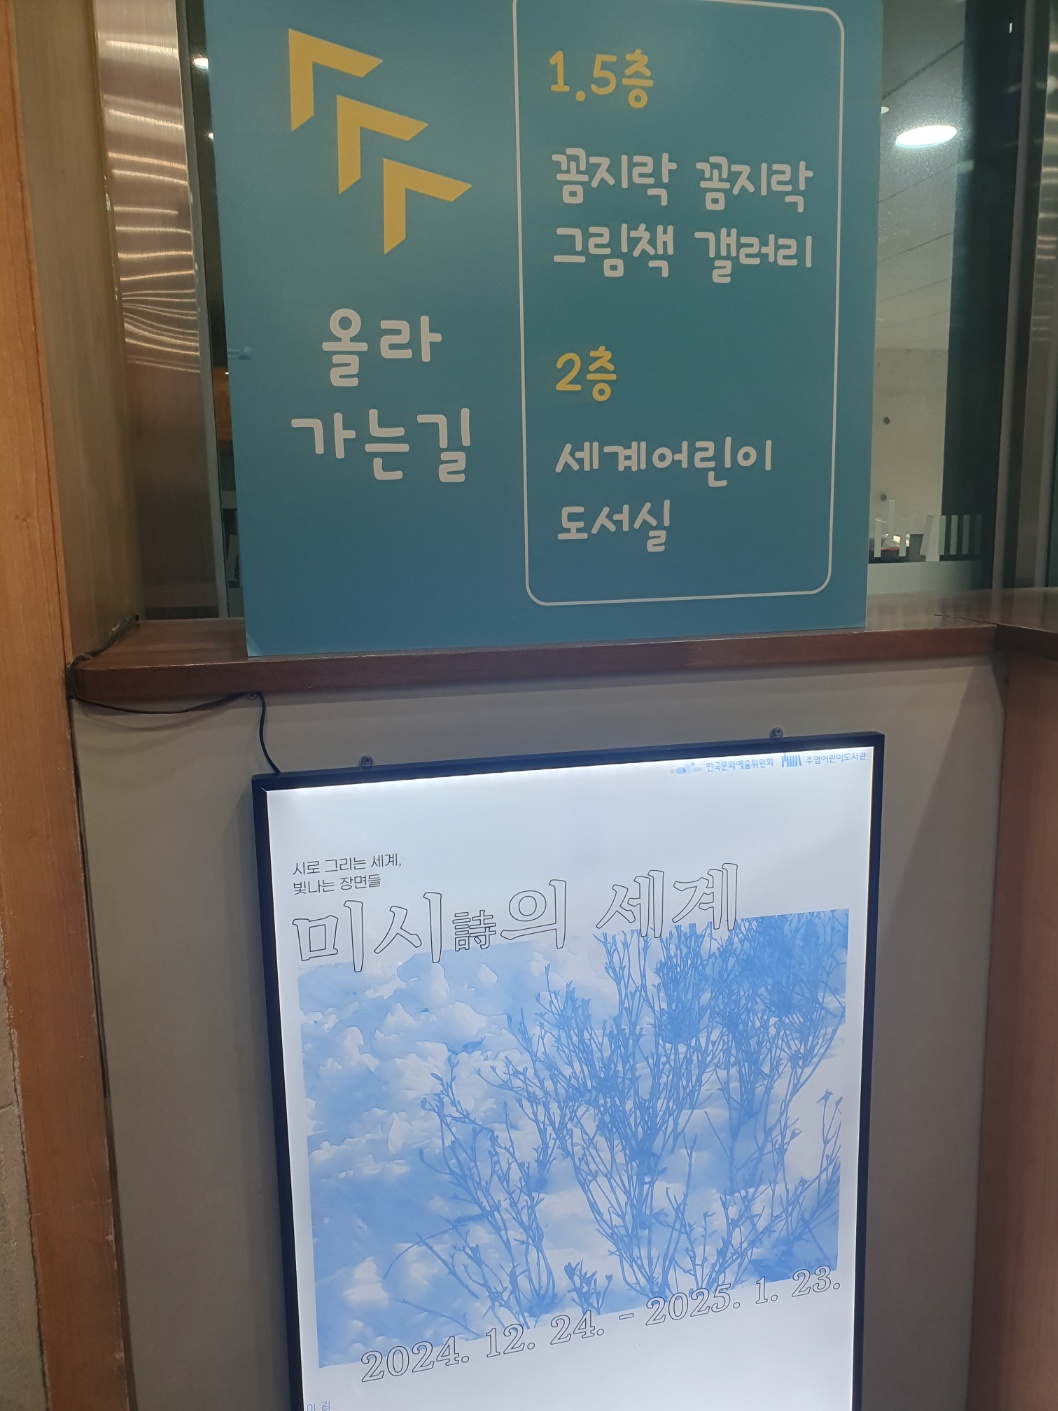 올라
가는길
1.5층
꼼지락 꼼지락
그림책 갤러리
2층
세계어린이
도서실
한국문화예술위원회 주엽어린이도서관
시로 그리는 세계,
빛나는 장면들
미시詩의 세계
2024. 12. 24. - 2025. 1. 23.